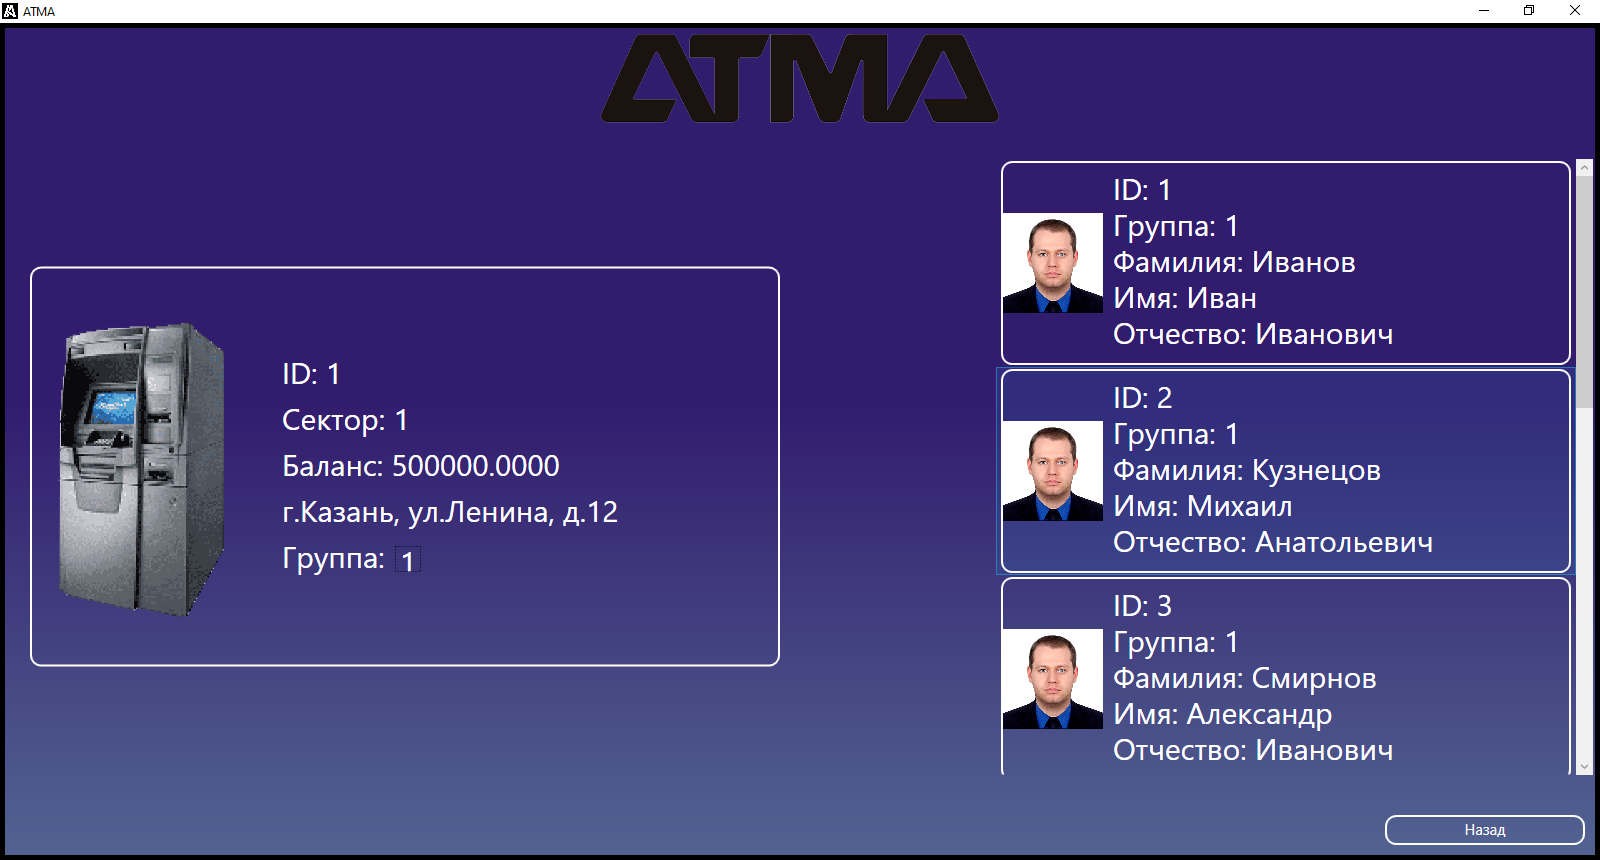 ATMA
ATMA
ID: 1
Сектор: 1
Баланс: 500000.0000
г.Казань, ул.Ленина, д.12
Группа: 1
ID: 1
Группа: 1
Фамилия: Иванов
Имя: Иван
Отчество: Иванович
ID: 2
Группа: 1
Фамилия: Кузнецов
Имя: Михаил
Отчество: Анатольевич
ID: 3
Группа: 1
Фамилия: Смирнов
Имя: Александр
Отчество: Иванович
Назад